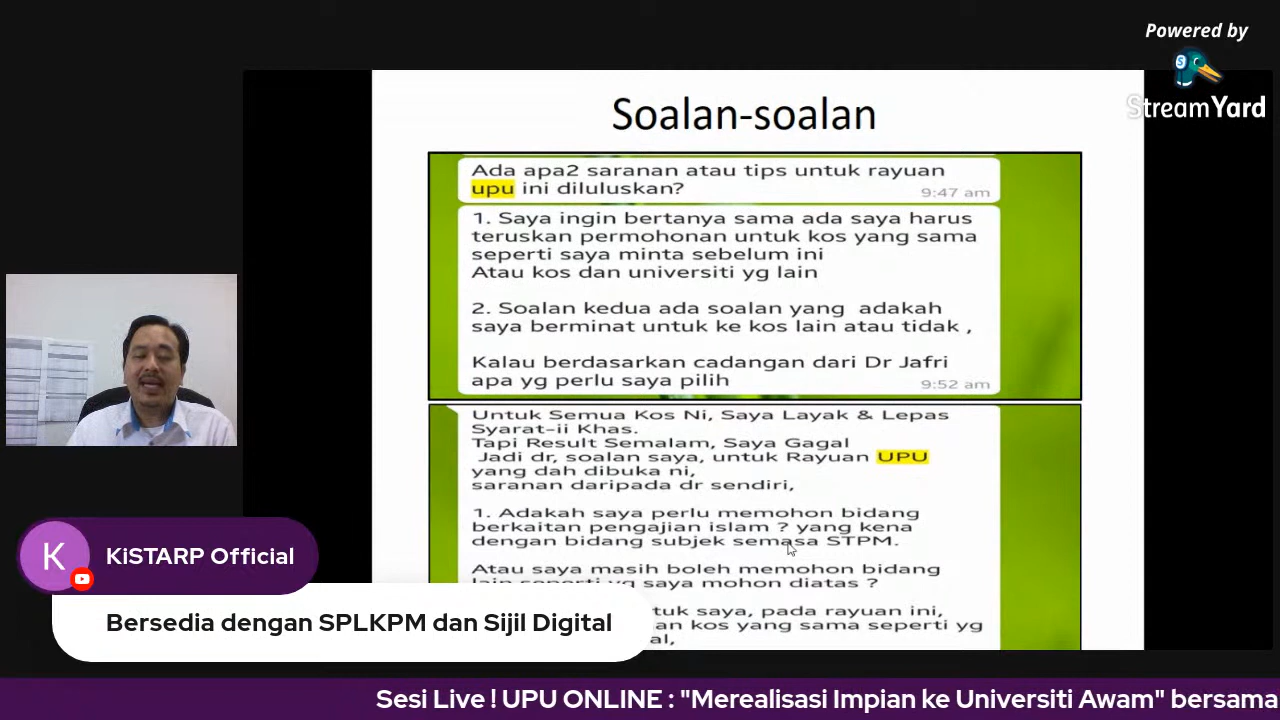 Powered by
StreamYard
Soalan-soalan
Ada apa2 saranan atau tips untuk rayuan
upu ini diluluskan?
9:47 am
1. Saya ingin bertanya sama ada saya harus
teruskan permohonan untuk kos yang sama
seperti saya minta sebelum ini
Atau kos dan universiti yg lain
2. Soalan kedua ada soalan yang adakah
saya berminat untuk ke kos lain atau tidak ,
Kalau berdasarkan cadangan dari Dr Jafri
apa yg perlu saya pilih
9:52 am
Untuk Semua Kos Ni, Saya Layak & Lepas
Syarat-ii Khas.
Tapi Result Semalam, Saya Gagal
Jadi dr, soalan saya, untuk Rayuan UPU
yang dah dibuka ni,
saranan daripada dr sendiri,
1. Adakah saya perlu memohon bidang
berkaitan pengajian islam ? yang kena
dengan bidang subjek semasa STPM.
Atau saya masih boleh memohon bidang
lain seperti yg saya mohon diatas ?
saya, pada rayuan ini,
kos yang sama seperti yg
K
KiSTARP Official
Bersedia dengan SPLKPM dan Sijil Digital
Sesi Live ! UPU ONLINE : "Merealisasi Impian ke Universiti Awam" bersama